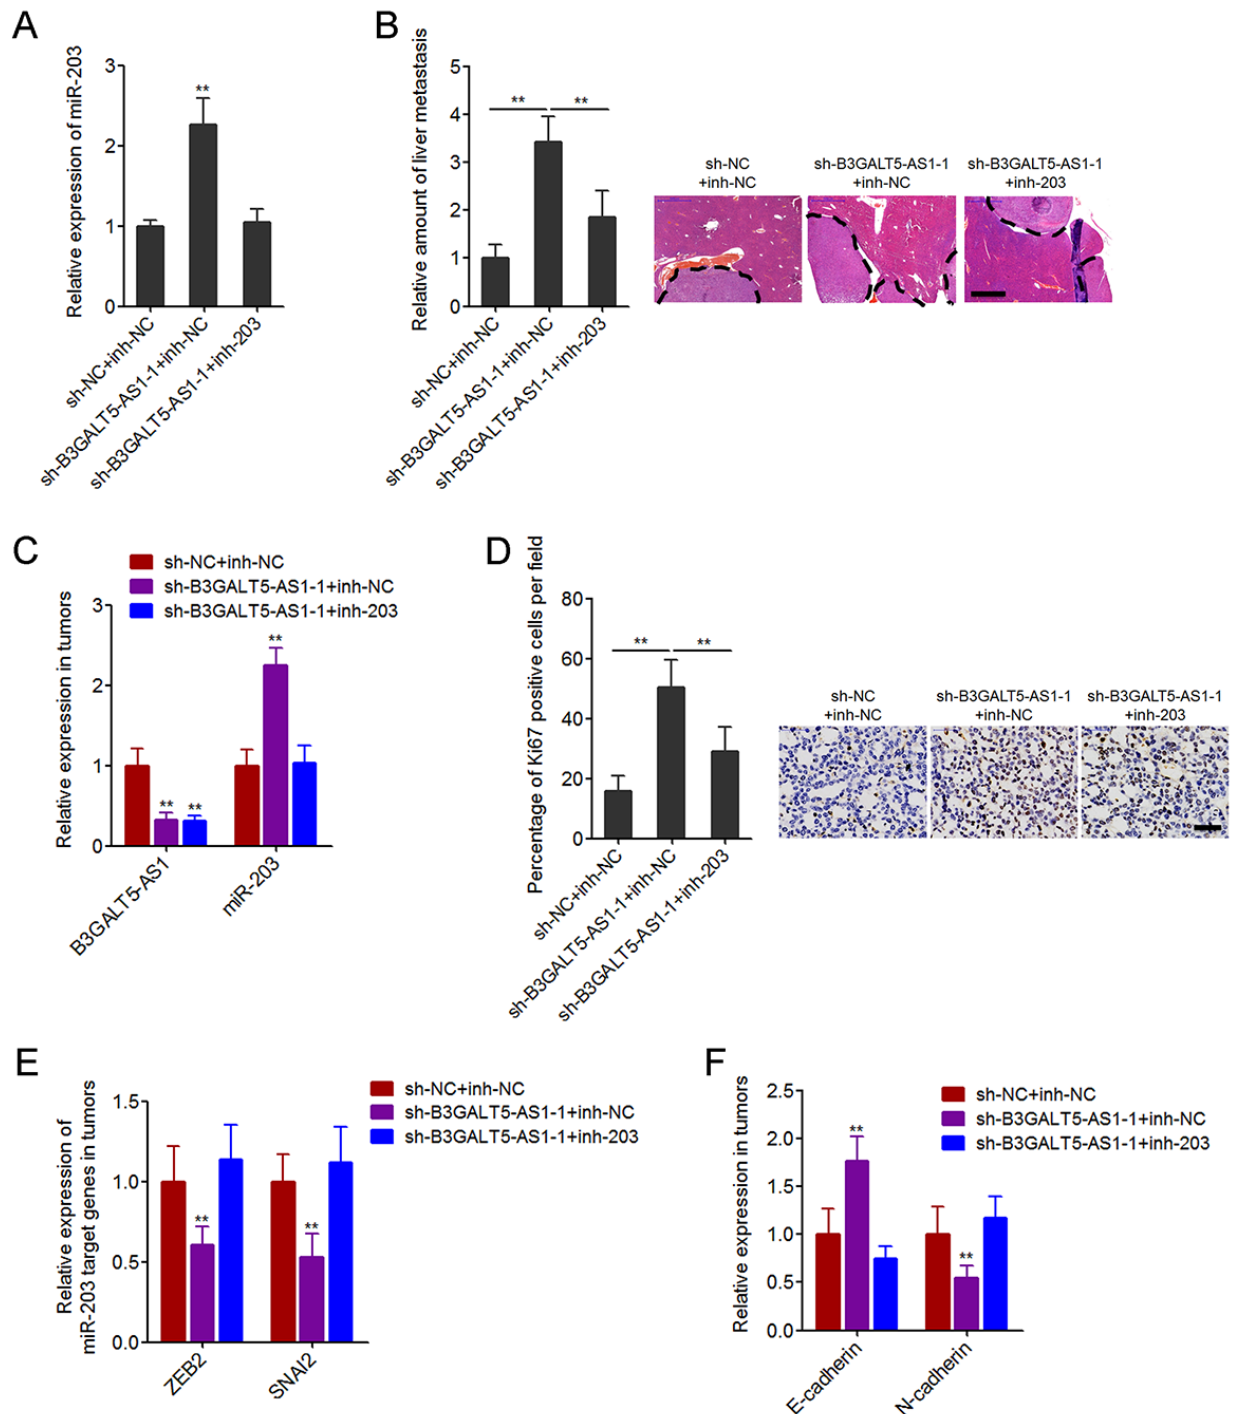 A
Relative expression of miR-203
3
2
1
0
**
sh-NC+inh-NC
sh-B3GALT5-AS1-1+inh-NC
sh-B3GALT5-AS1-1+inh-203
B
Relative amount of liver metastasis
5
4
3
2
1
0
**
**
sh-NC+inh-NC
sh-B3GALT5-AS1-1+inh-NC
sh-B3GALT5-AS1-1+inh-203
sh-NC
+inh-NC
sh-B3GALT5-AS1-1
+inh-NC
sh-B3GALT5-AS1-1
+inh-203
C
sh-NC+inh-NC
sh-B3GALT5-AS1-1+inh-NC
sh-B3GALT5-AS1-1+inh-203
Relative expression in tumors
3
2
1
0
**
**
**
B3GALT5-AS1
miR-203
D
Percentage of Ki67 positive cells per field
80
60
40
20
0
**
**
sh-NC+inh-NC
sh-B3GALT5-AS1-1+inh-NC
sh-B3GALT5-AS1-1+inh-203
sh-NC
+inh-NC
sh-B3GALT5-AS1-1
+inh-NC
sh-B3GALT5-AS1-1
+inh-203
E
sh-NC+inh-NC
sh-B3GALT5-AS1-1+inh-NC
sh-B3GALT5-AS1-1+inh-203
Relative expression of
miR-203 target genes in tumors
1.5
1.0
0.5
0.0
**
**
ZEB2
SNAI2
F
sh-NC+inh-NC
sh-B3GALT5-AS1-1+inh-NC
sh-B3GALT5-AS1-1+inh-203
Relative expression in tumors
2.5
2.0
1.5
1.0
0.5
0.0
**
**
E-cadherin
N-cadherin